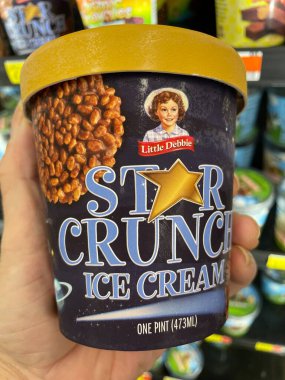 Little Debbie
STAR
CRUNCH
ICE CREAM
ONE PINT (473ML)